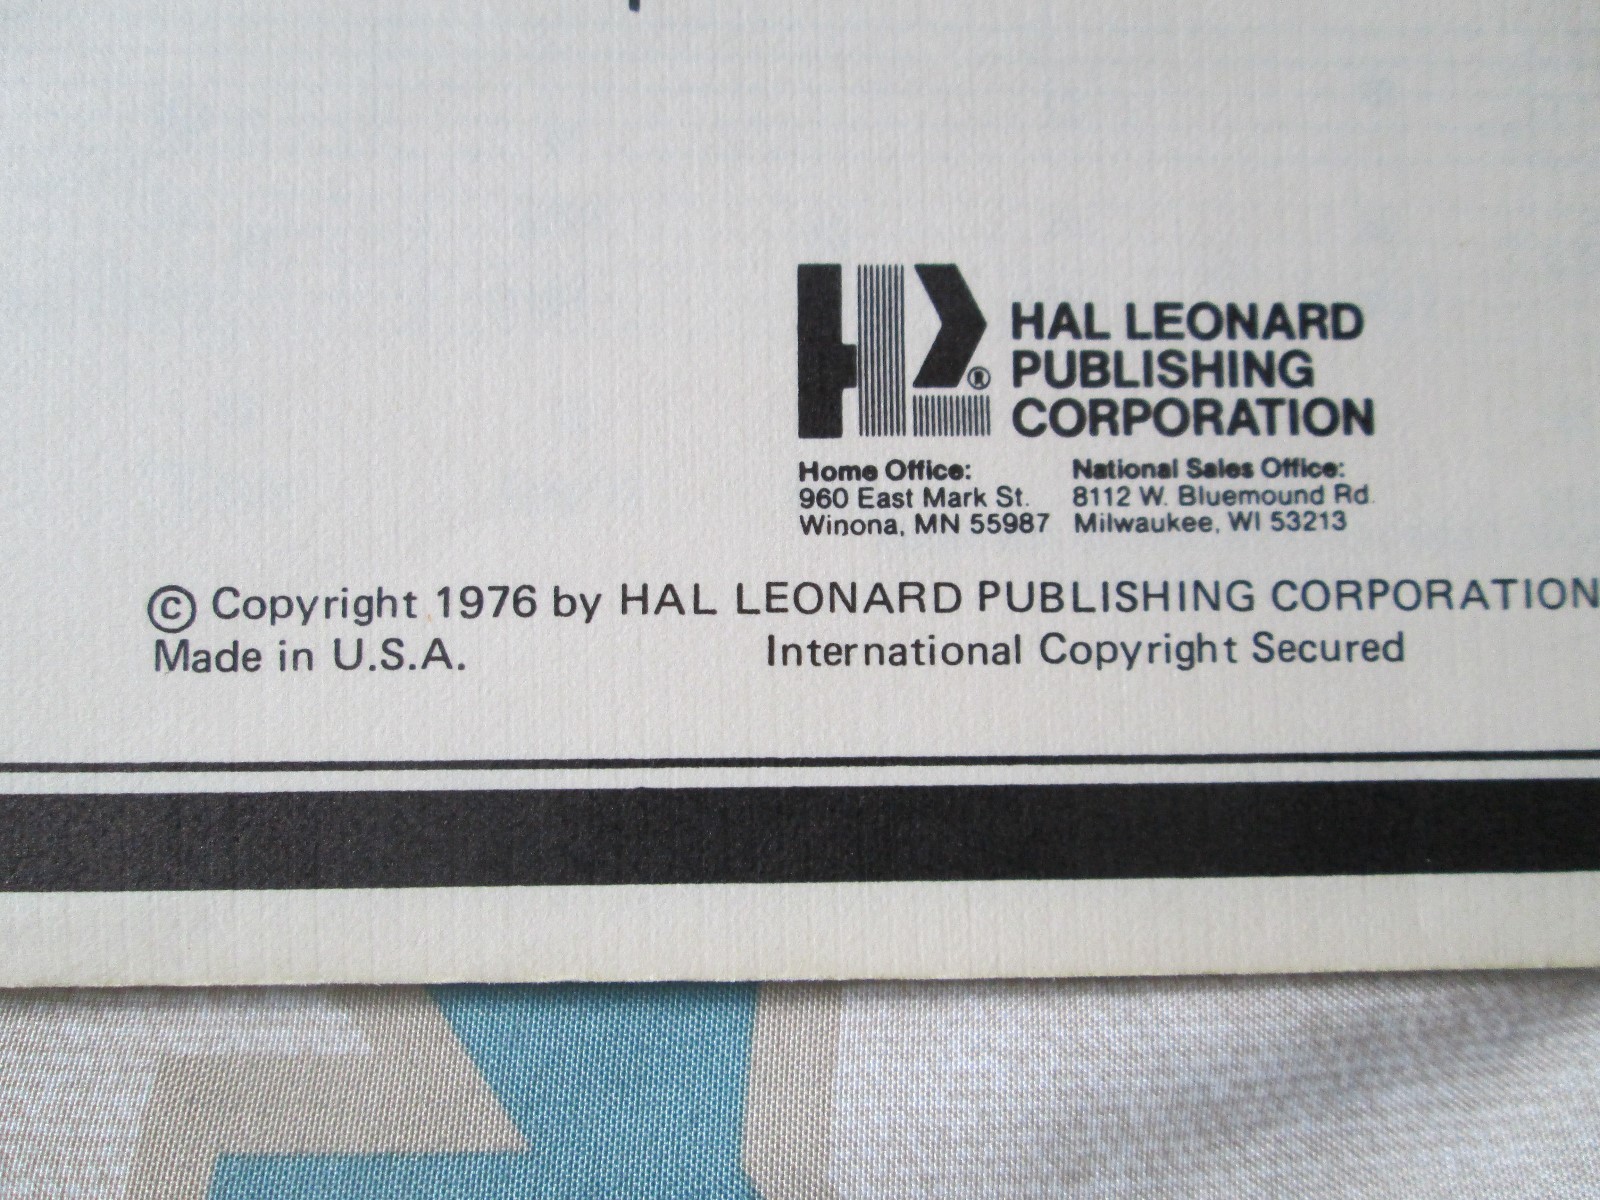 HAL LEONARD
PUBLISHING
CORPORATION
®
Home Office:
960 East Mark St.
Winona, MN 55987
National Sales Office:
8112 W. Bluemound Rd.
Milwaukee, WI 53213
© Copyright 1976 by HAL LEONARD PUBLISHING CORPORATION
Made in U.S.A.
International Copyright Secured